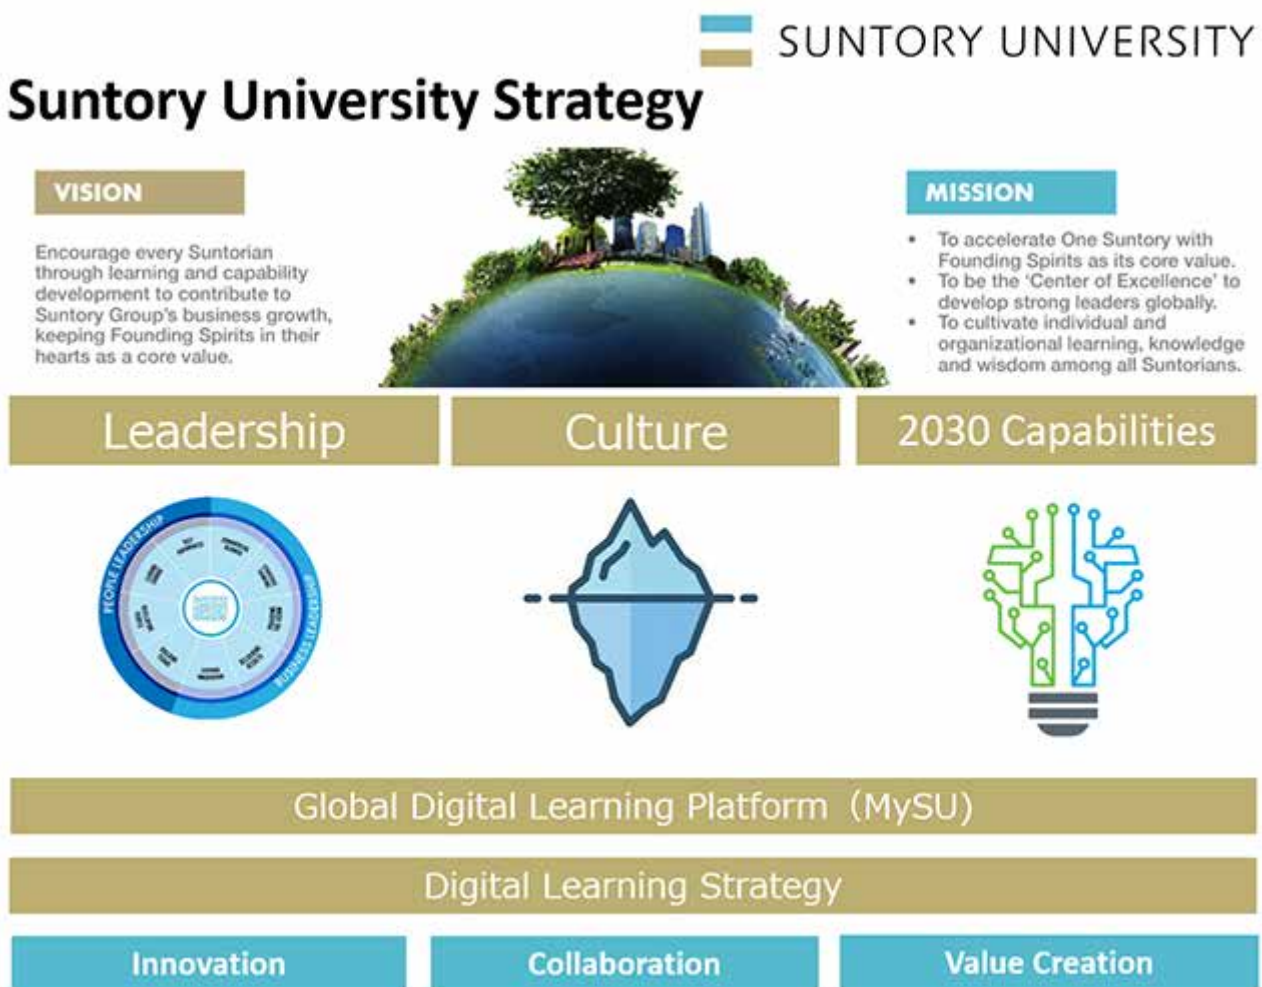 SUNTORY UNIVERSITY
Suntory University Strategy
VISION
Encourage every Suntorian
through learning and capability
development to contribute to
Suntory Group's business growth,
keeping Founding Spirits in their
hearts as a core value.
MISSION
• To accelerate One Suntory with
Founding Spirits as its core value.
• To be the 'Center of Excellence' to
develop strong leaders globally.
• To cultivate individual and
organizational learning, knowledge
and wisdom among all Suntorians.
Leadership
Culture
2030 Capabilities
PEOPLE LEADERSHIP
BUSINESS LEADERSHIP
Global Digital Learning Platform（MySU）
Digital Learning Strategy
Innovation
Collaboration
Value Creation